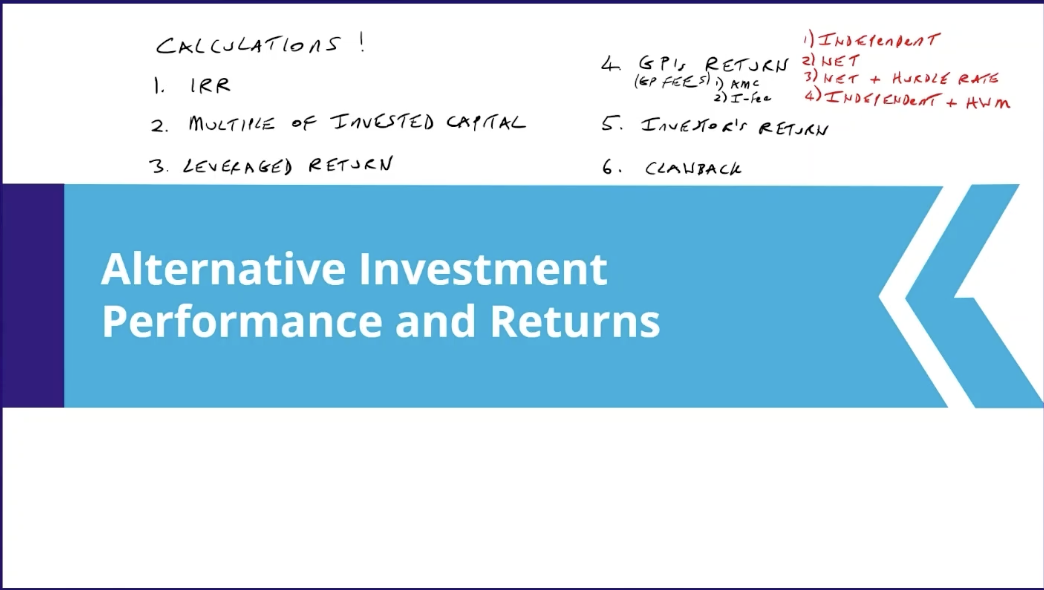 CALCULATIONS !
1. IRR
2. MULTIPLE OF INVESTED CAPITAL
3. LEVERAGED RETURN
4. GP's RETURN
(GP FEES) 1) AMC
2) I-Fee
1) INDEPENDENT
2) NET
3) NET + HURDLE RATE
4) INDEPENDENT + HWM
5. INVESTOR'S RETURN
6. CLAWBACK
Alternative Investment
Performance and Returns